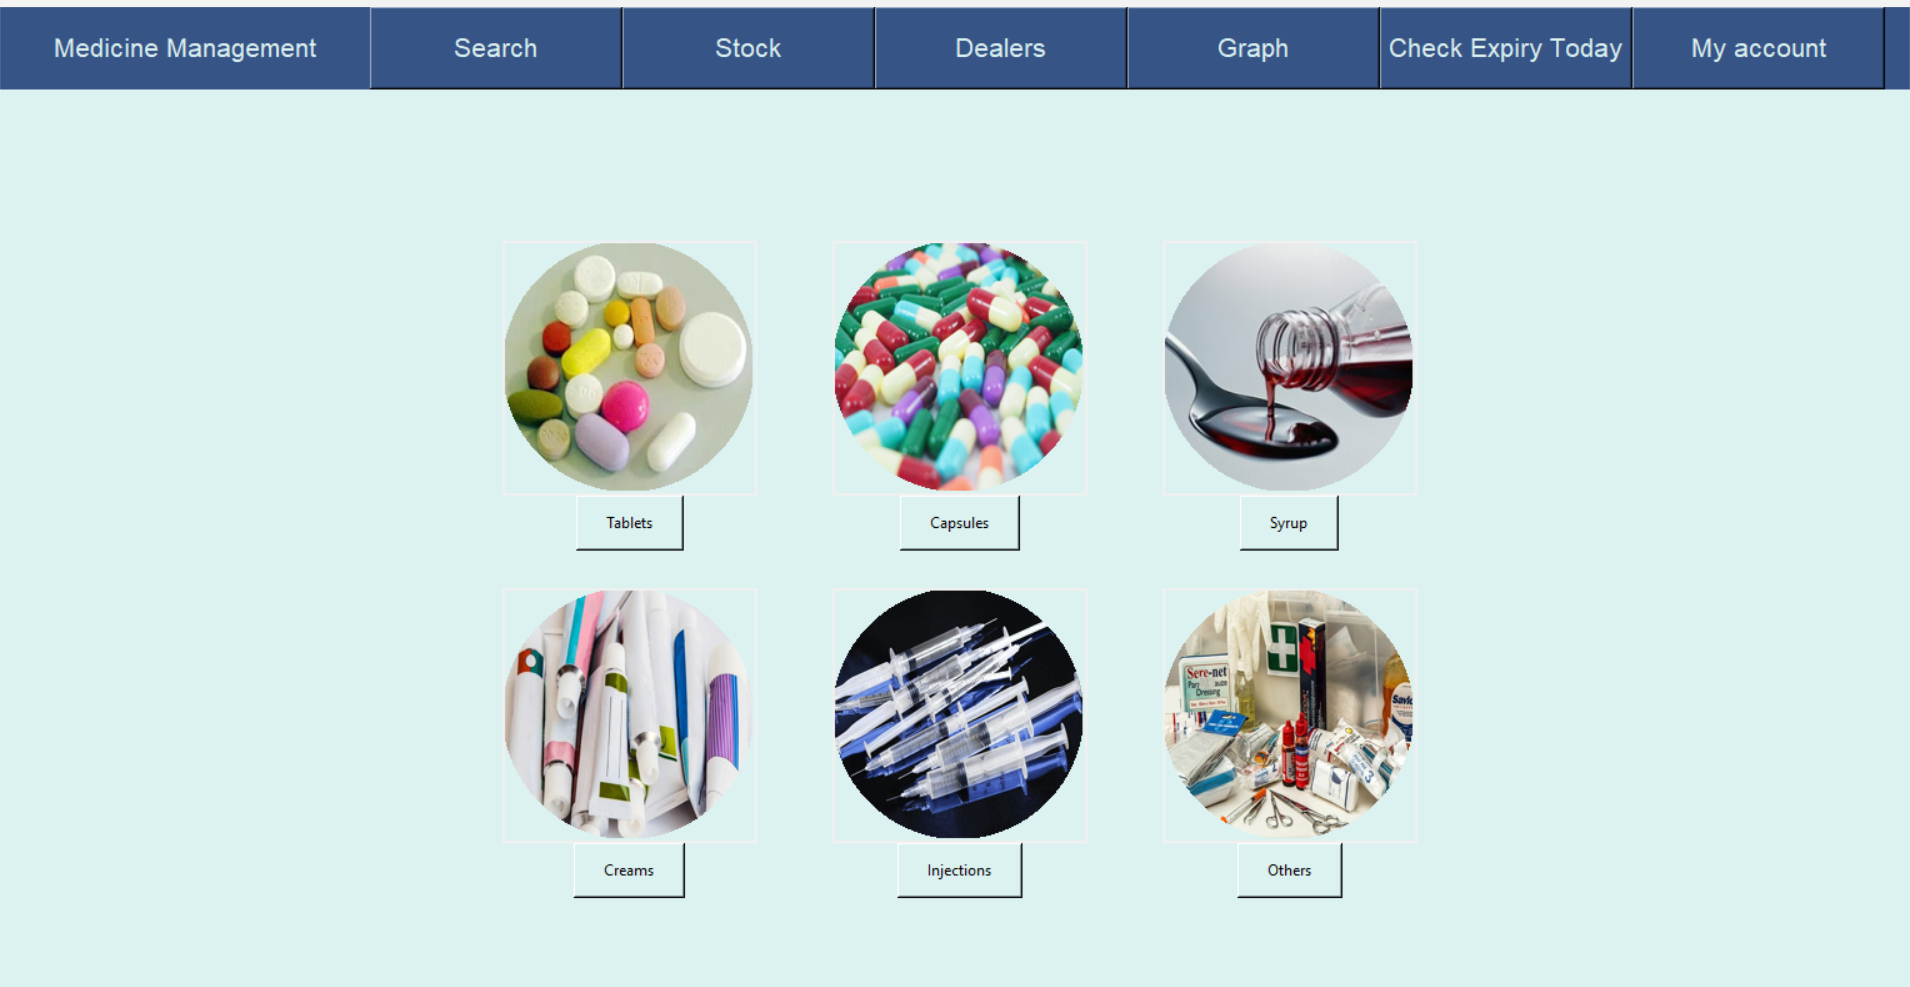 Medicine Management
Search
Stock
Dealers
Graph
Check Expiry Today
My account
Tablets
Capsules
Syrup
Sere-net
Dressing
Creams
Injections
Others